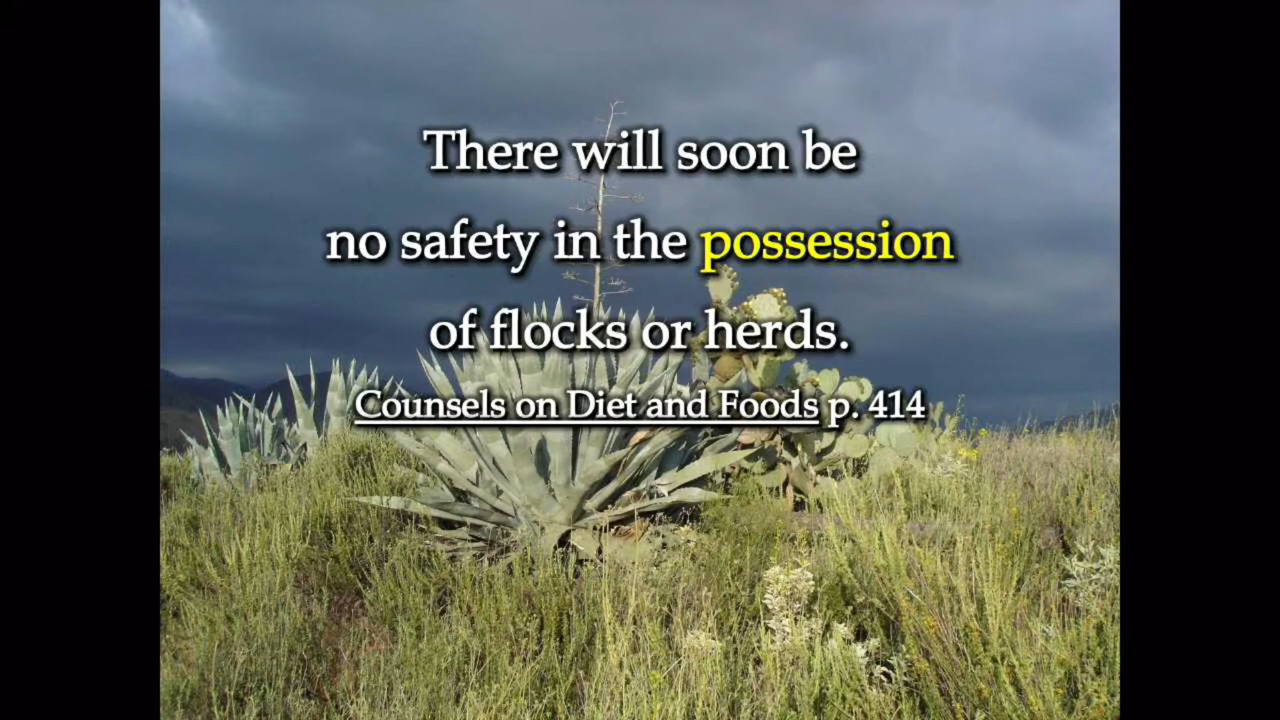 There will soon be
no safety in the possession
of flocks or herds.
Counsels on Diet and Foods p. 414